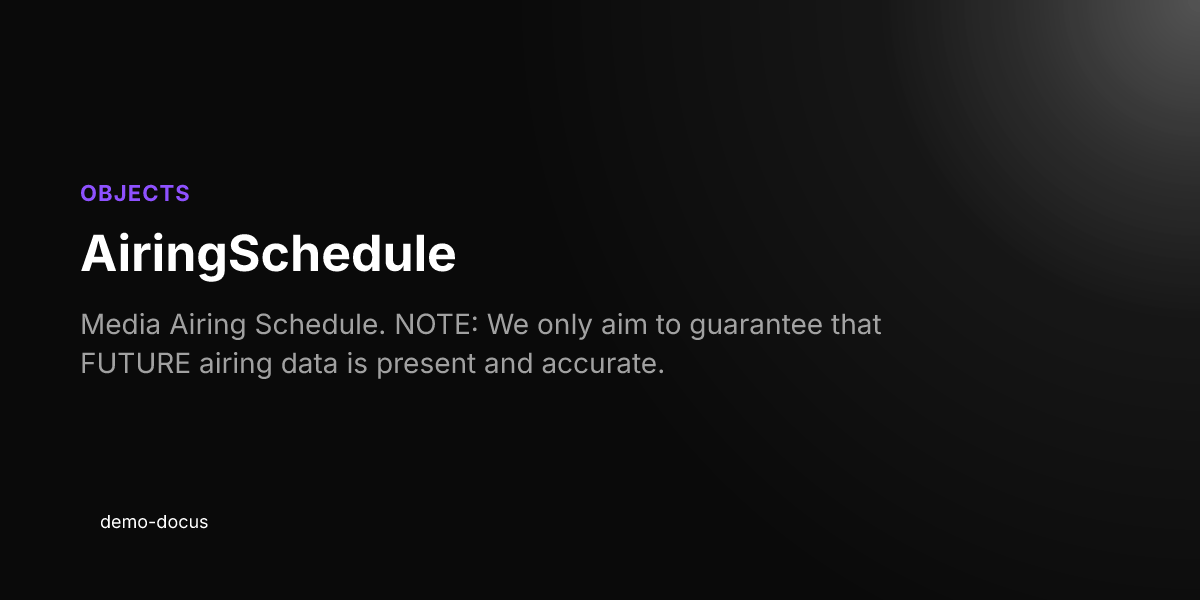 OBJECTS
AiringSchedule
Media Airing Schedule. NOTE: We only aim to guarantee that
FUTURE airing data is present and accurate.
demo-docus